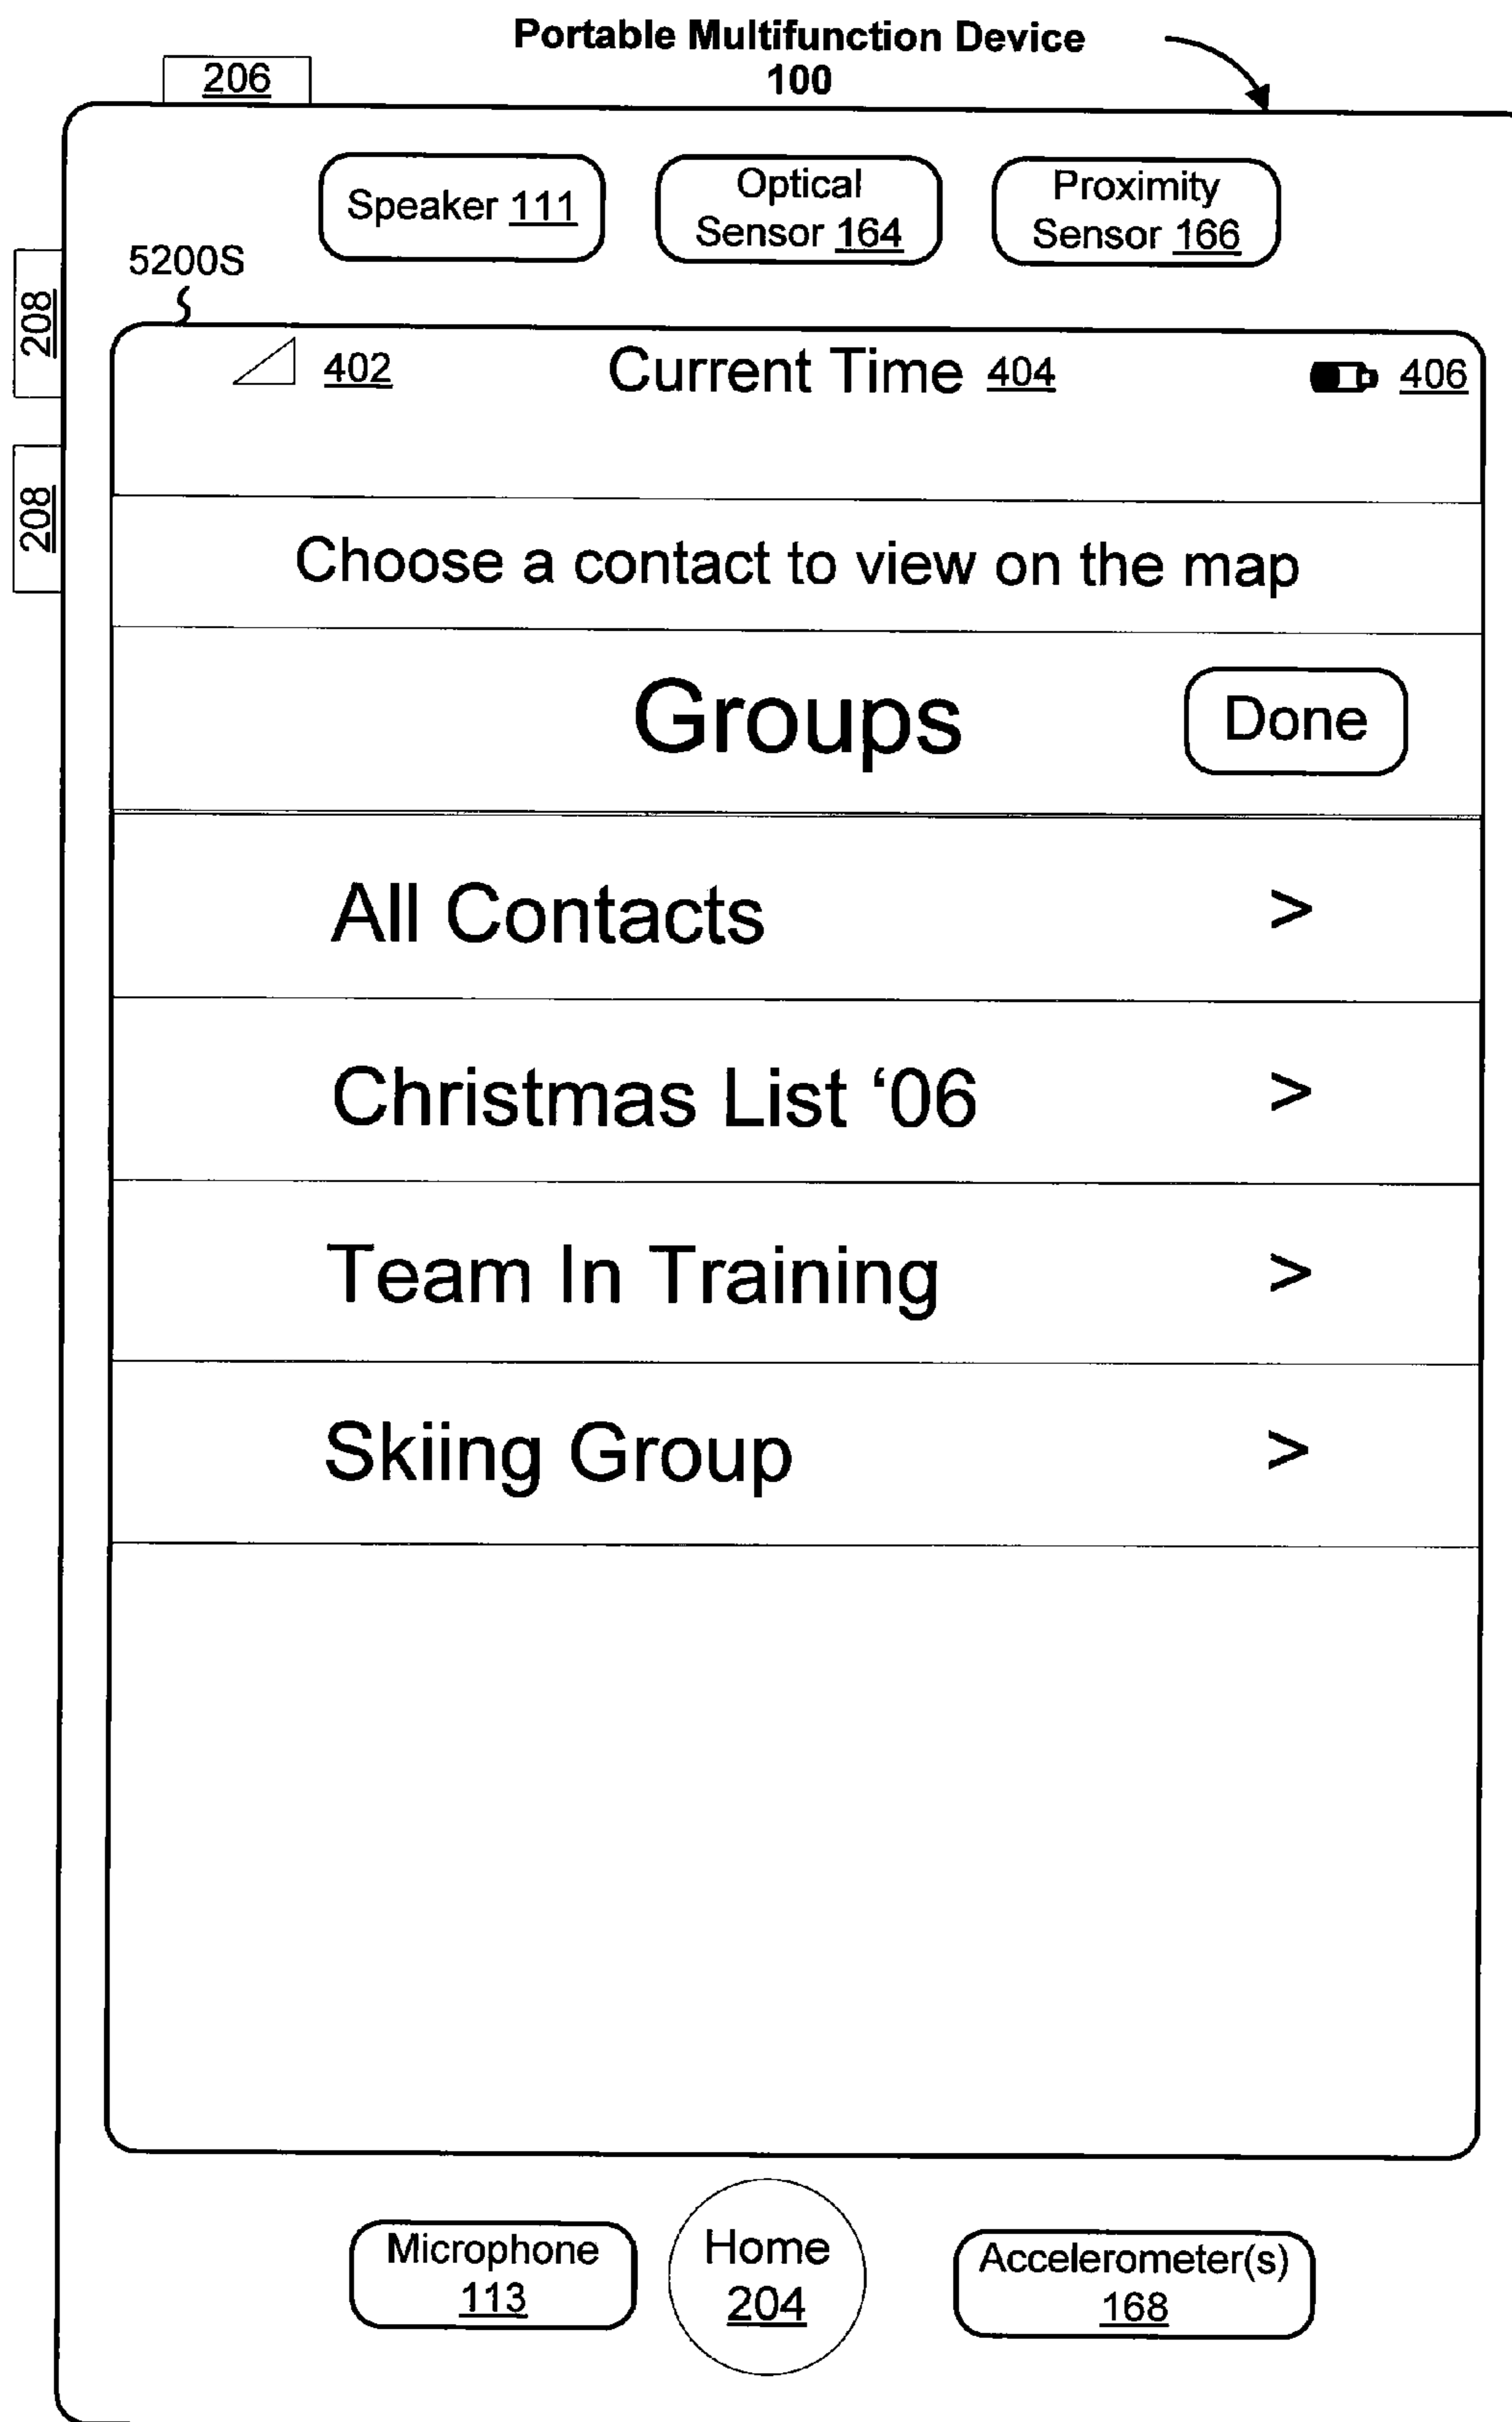 Portable Multifunction Device
100
206
Speaker 111
Optical
Sensor 164
Proximity
Sensor 166
5200S
208
208
402
Current Time 404
406
Choose a contact to view on the map
Groups
Done
All Contacts
>
Christmas List ‘06
>
Team In Training
>
Skiing Group
>
Microphone
113
Home
204
Accelerometer(s)
168